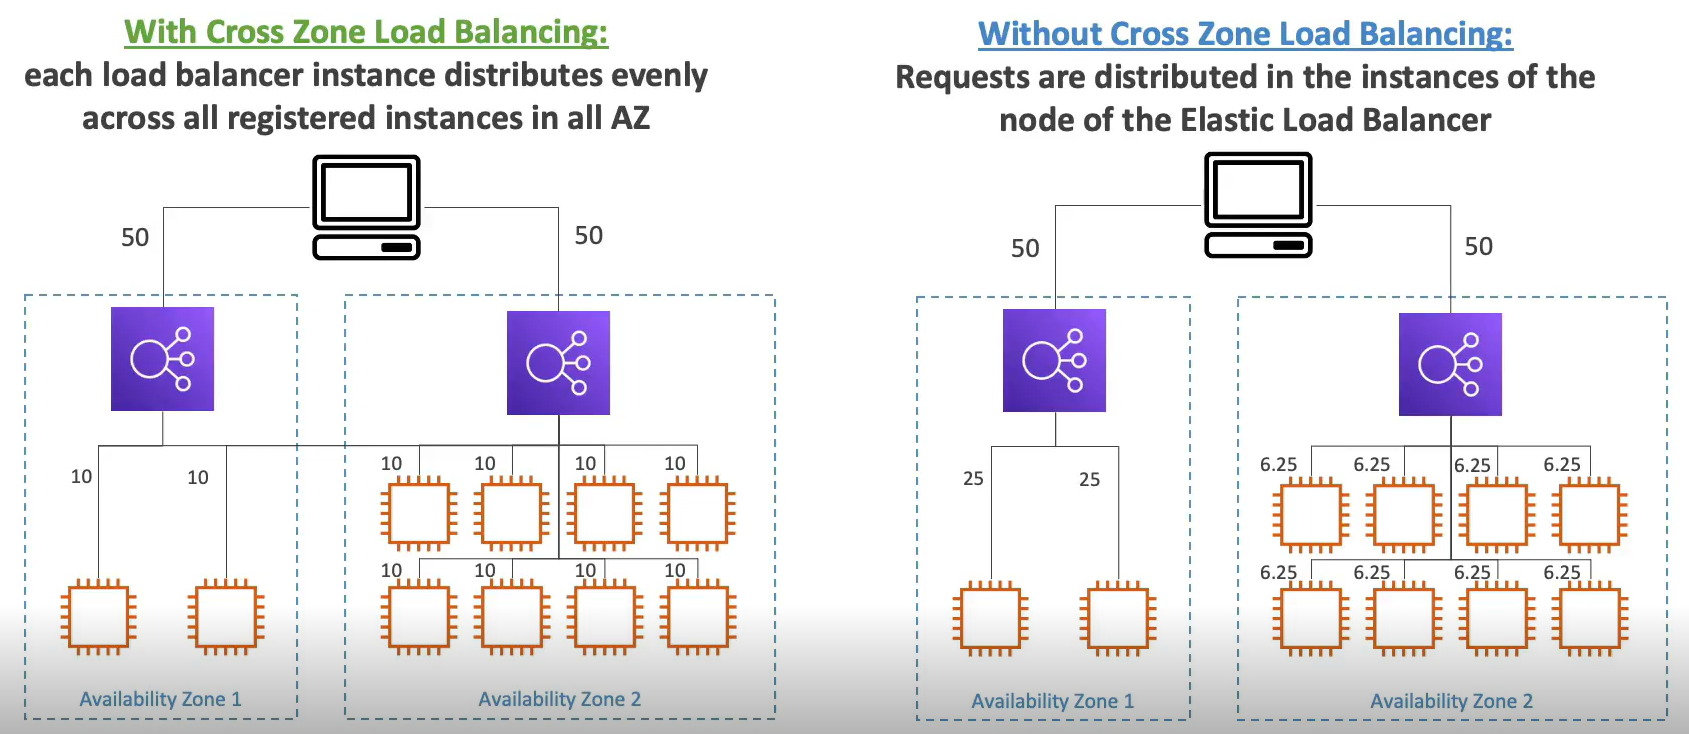 With Cross Zone Load Balancing:
each load balancer instance distributes evenly
across all registered instances in all AZ
50
50
10
10
10
10
10
10
10
10
10
10
Availability Zone 1
Availability Zone 2
Without Cross Zone Load Balancing:
Requests are distributed in the instances of the
node of the Elastic Load Balancer
50
50
25
25
6.25
6.25
6.25
6.25
6.25
6.25
6.25
6.25
Availability Zone 1
Availability Zone 2